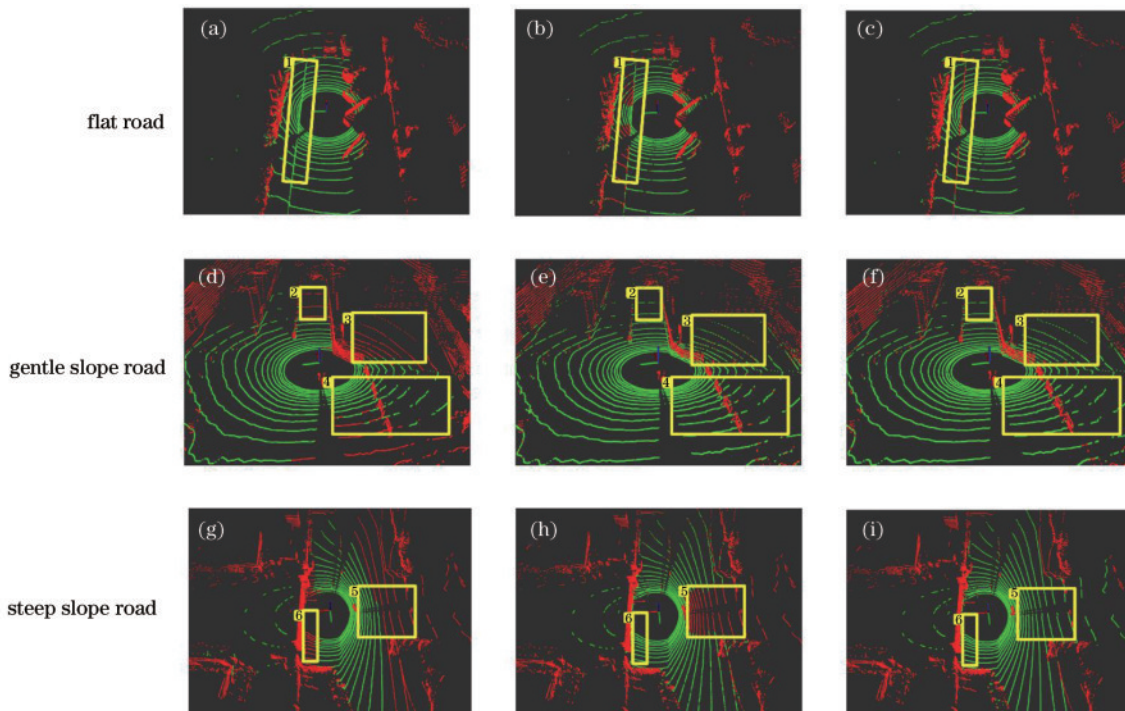 (a) (b) (c)
1 1 1
flat road
(d) (e) (f)
2 2 2
3 3 3
gentle slope road
4 4 4
(g) (h) (i)
5 5 5
steep slope road
6 6 6